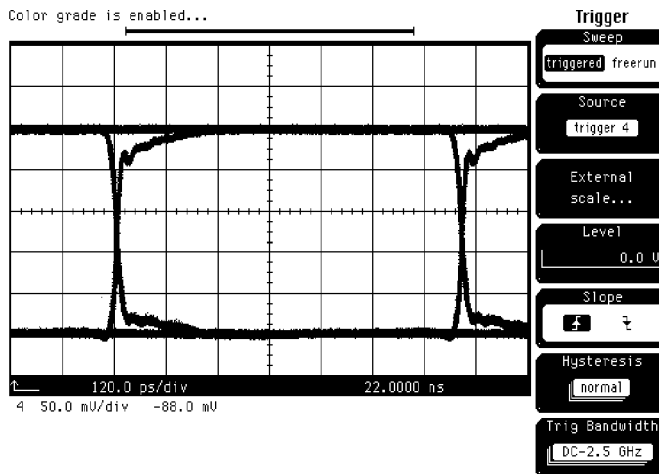 Color grade is enabled...
Trigger
Sweep
triggered freerun
Source
trigger 4
External
scale...
Level
0.0 V
Slope
Hysteresis
normal
Trig Bandwidth
DC-2.5 GHz
120.0 ps/div 22.0000 ns
4 50.0 mV/div -88.0 mV